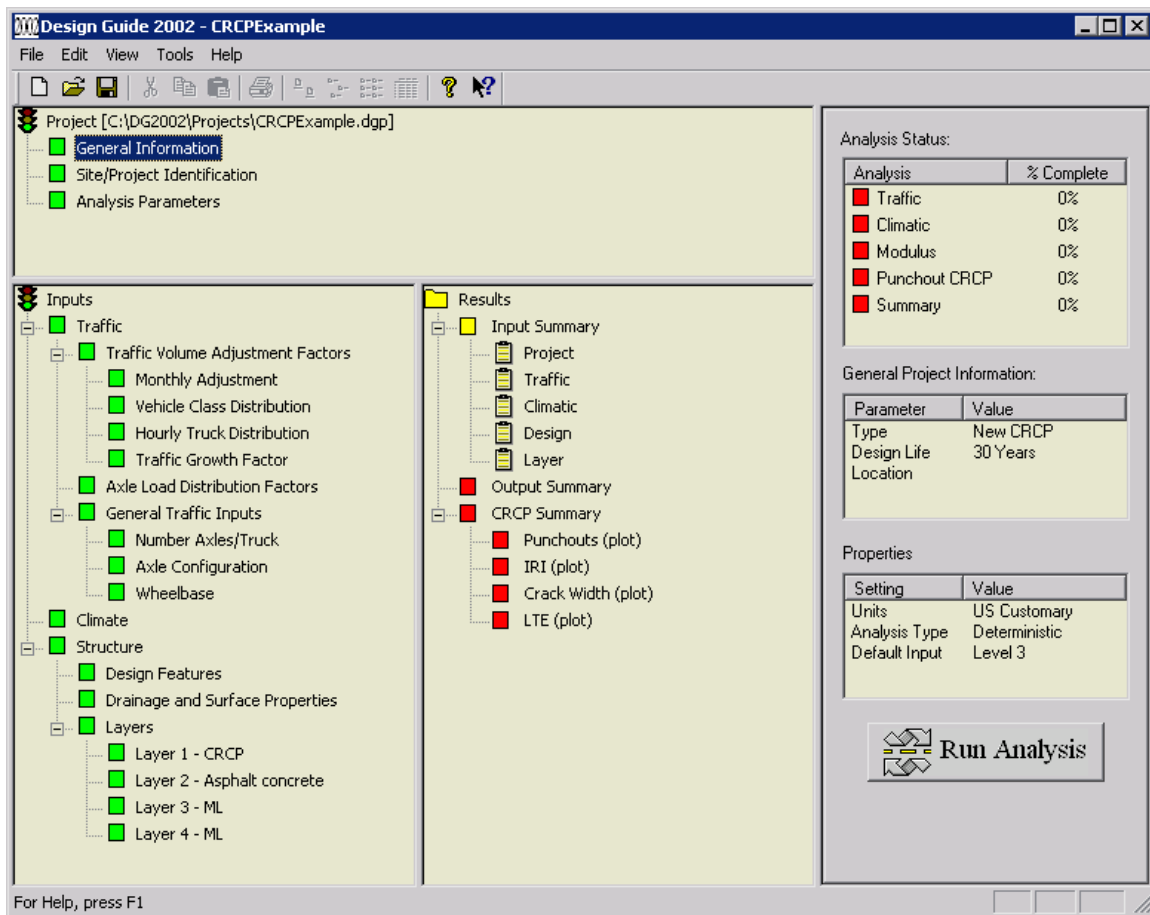 Design Guide 2002 - CRCPExample
File Edit View Tools Help
Project [C:\DG2002\Projects\CRCPExample.dgp]
General Information
Site/Project Identification
Analysis Parameters
Inputs
Traffic
Traffic Volume Adjustment Factors
Monthly Adjustment
Vehicle Class Distribution
Hourly Truck Distribution
Traffic Growth Factor
Axle Load Distribution Factors
General Traffic Inputs
Number Axles/Truck
Axle Configuration
Wheelbase
Climate
Structure
Design Features
Drainage and Surface Properties
Layers
Layer 1 - CRCP
Layer 2 - Asphalt concrete
Layer 3 - ML
Layer 4 - ML
Results
Input Summary
Project
Traffic
Climatic
Design
Layer
Output Summary
CRCP Summary
Punchouts (plot)
IRI (plot)
Crack Width (plot)
LTE (plot)
Analysis Status:
Analysis % Complete
Traffic 0%
Climatic 0%
Modulus 0%
Punchout CRCP 0%
Summary 0%
General Project Information:
Parameter Value
Type New CRCP
Design Life 30 Years
Location
Properties
Setting Value
Units US Customary
Analysis Type Deterministic
Default Input Level 3
Run Analysis
For Help, press F1